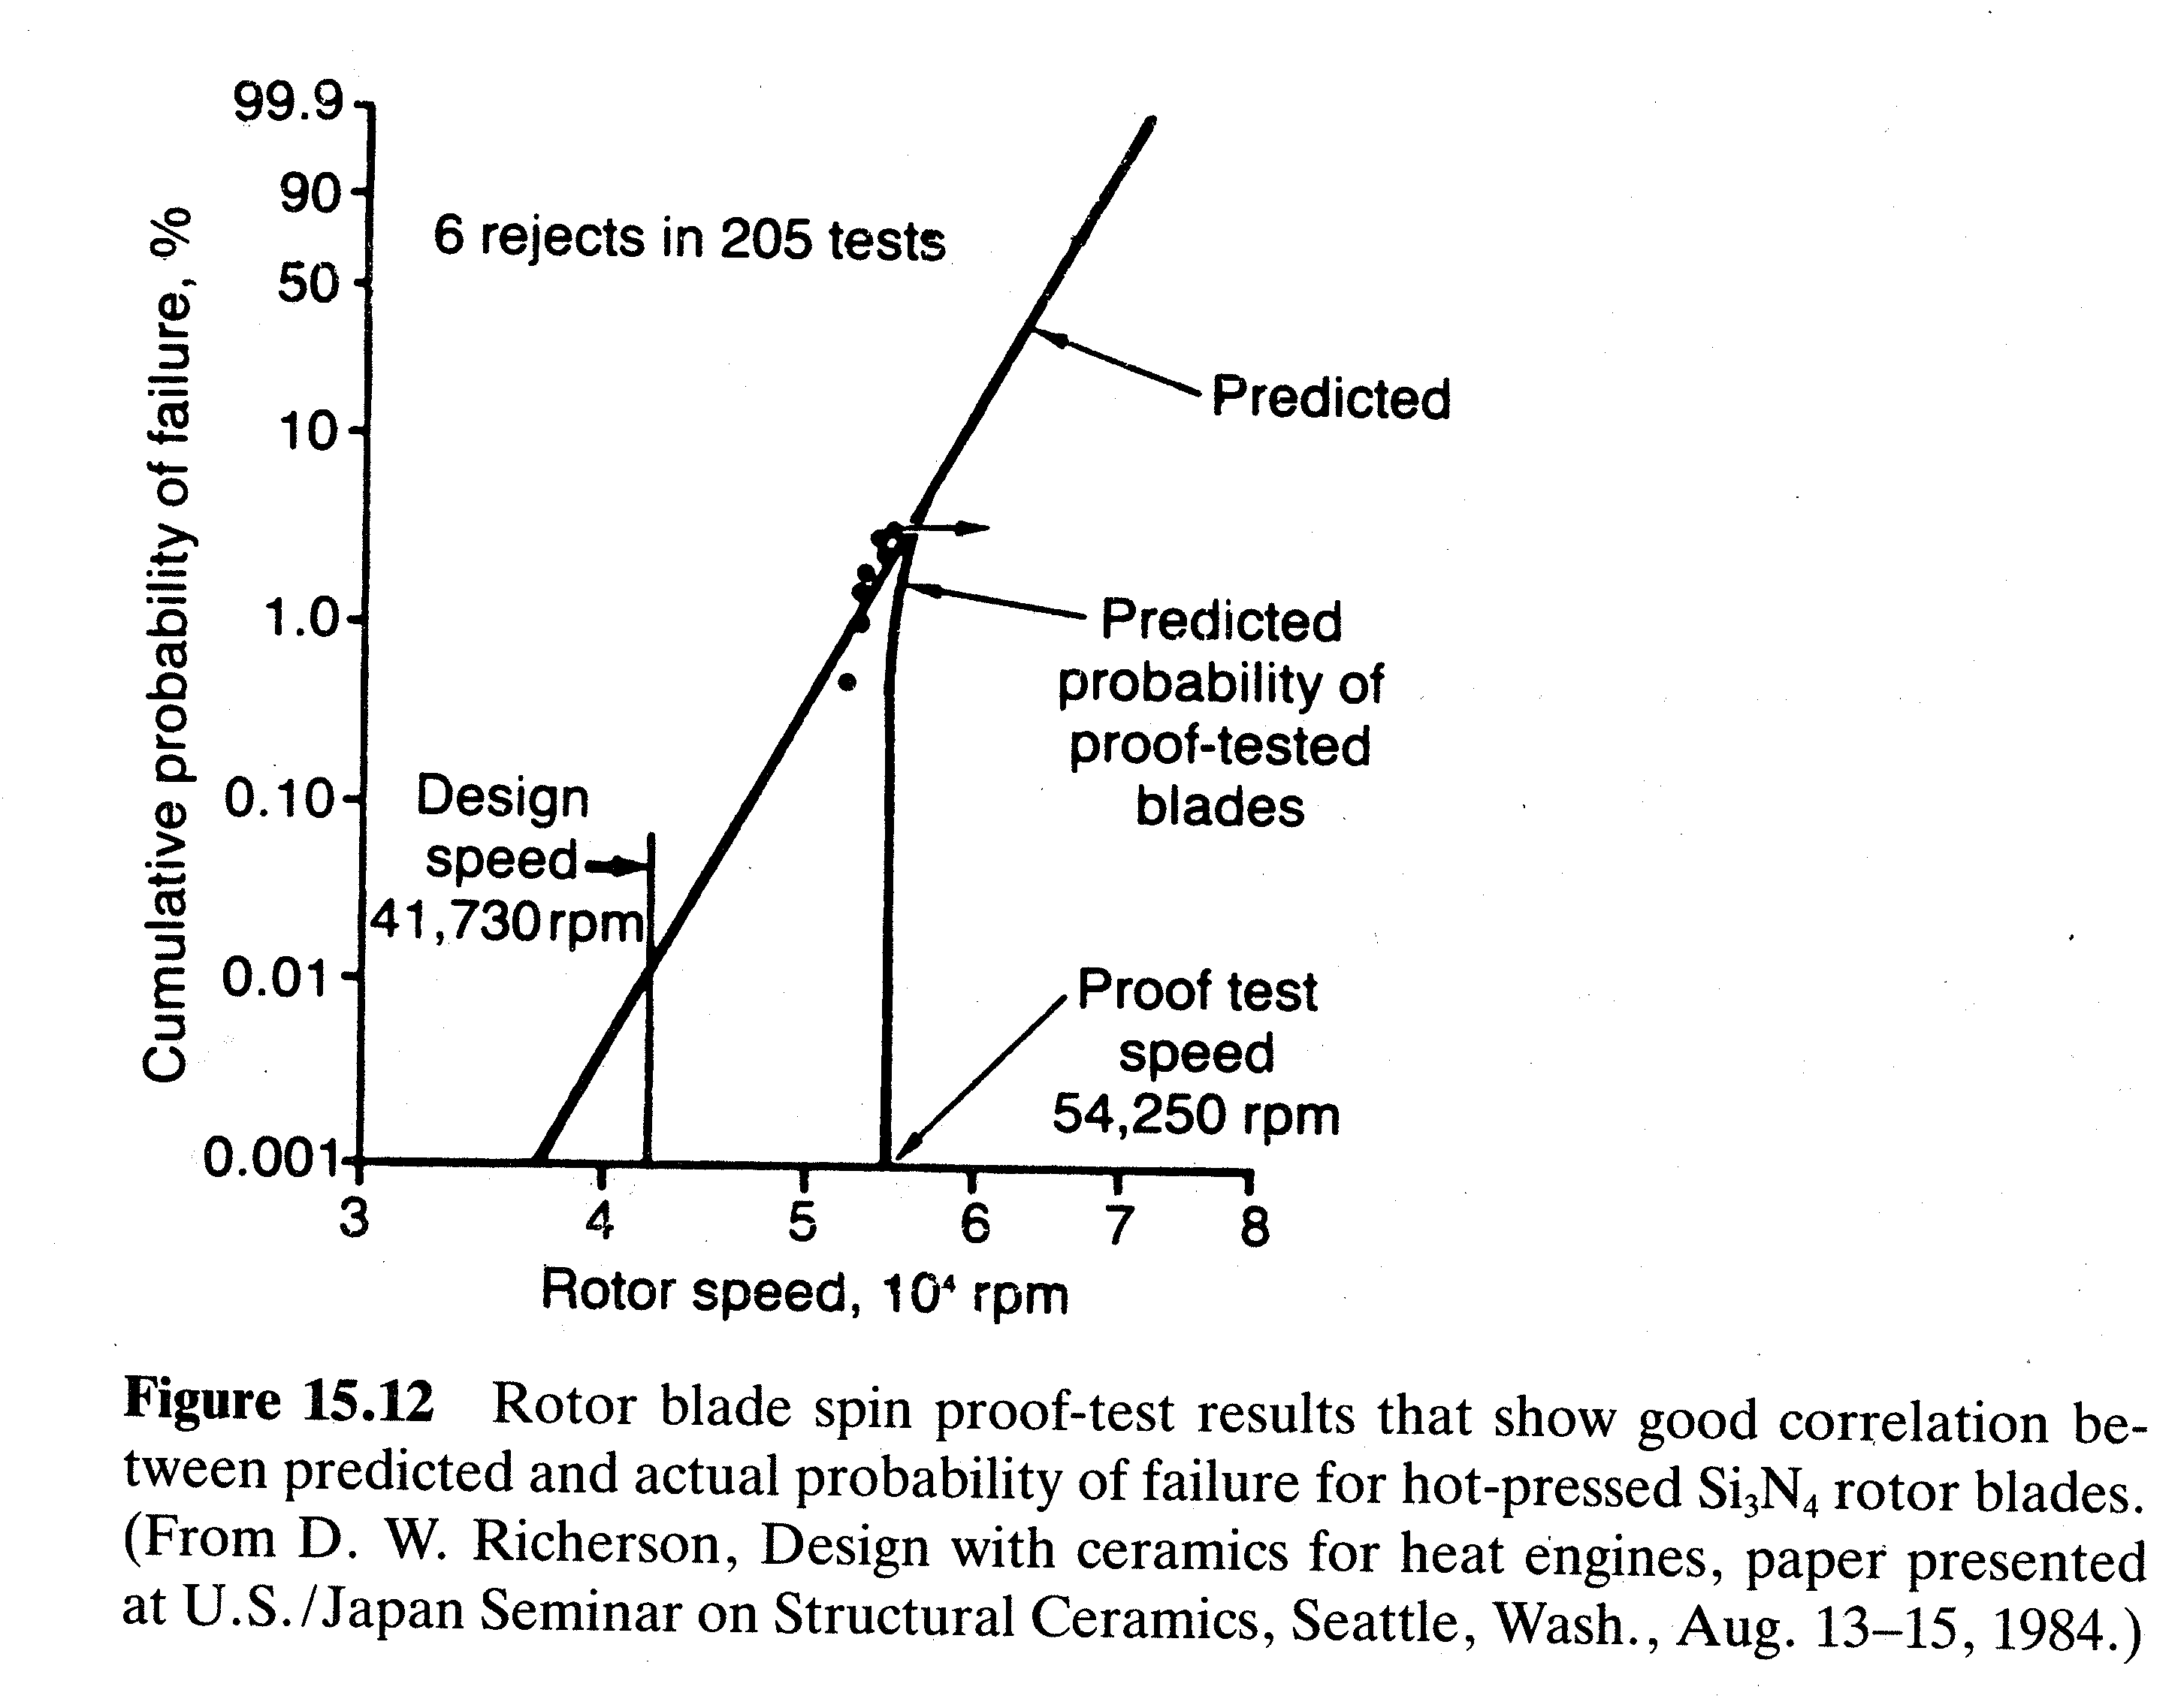 99.9
90
50
10
1.0
0.10
0.01
0.001
Cumulative probability of failure, %
6 rejects in 205 tests
Predicted
Predicted
probability of
proof-tested
blades
Design
speed
41,730 rpm
Proof test
speed
54,250 rpm
3 4 5 6 7 8
Rotor speed, 10⁴ rpm
Figure 15.12 Rotor blade spin proof-test results that show good correlation be-
tween predicted and actual probability of failure for hot-pressed Si₃N₄ rotor blades.
(From D. W. Richerson, Design with ceramics for heat engines, paper presented
at U.S./Japan Seminar on Structural Ceramics, Seattle, Wash., Aug. 13–15, 1984.)